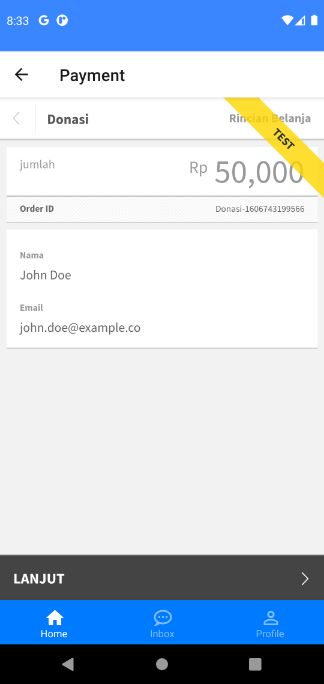 8:33
Payment
Donasi
Rincian Belanja
TEST
jumlah
Rp 50,000
Order ID
Donasi-1606743199566
Nama
John Doe
Email
john.doe@example.co
LANJUT
Home
Inbox
Profile